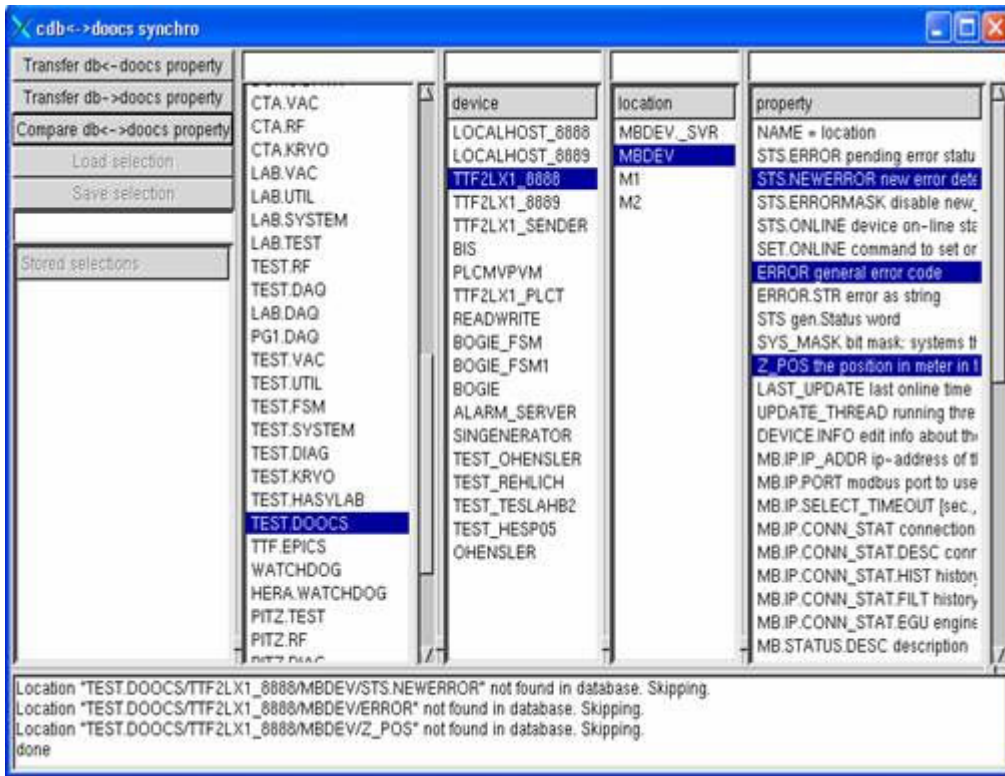 cdb<->doocs synchro
Transfer db<-doocs property
Transfer db->doocs property
Compare db<->doocs property
Load selection
Save selection
Stored selections
CTA.VAC
CTA.RF
CTA.KRYO
LAB.VAC
LAB.UTIL
LAB.SYSTEM
LAB.TEST
TEST.RF
TEST.DAQ
LAB.DAQ
PG1.DAQ
TEST.VAC
TEST.UTIL
TEST.FSM
TEST.SYSTEM
TEST.DIAG
TEST.KRYO
TEST.HASYLAB
TEST.DOOCS
TTF.EPICS
WATCHDOG
HERA.WATCHDOG
PITZ.TEST
PITZ.RF
device
LOCALHOST_8888
LOCALHOST_8889
TTF2LX1_8888
TTF2LX1_8889
TTF2LX1_SENDER
BIS
PLCMVPVM
TTF2LX1_PLCT
READWRITE
BOGIE_FSM
BOGIE_FSM1
BOGIE
ALARM_SERVER
SINGENERATOR
TEST_OHENSLER
TEST_REHLICH
TEST_TESLAHB2
TEST_HESP05
OHENSLER
location
MBDEV._SVR
MBDEV
M1
M2
property
NAME = location
STS.ERROR pending error statu
STS.NEWERROR new error dete
STS.ERRORMASK disable new_
STS.ONLINE device on-line sta
SET.ONLINE command to set or
ERROR general error code
ERROR.STR error as string
STS gen.Status word
SYS_MASK bit mask: systems th
Z_POS the position in meter in t
LAST_UPDATE last online time
UPDATE_THREAD running thre
DEVICE.INFO edit info about the
MB.IP.IP_ADDR ip-address of tl
MB.IP.PORT modbus port to use
MB.IP.SELECT_TIMEOUT [sec.,
MB.IP.CONN_STAT connection
MB.IP.CONN_STAT.DESC conr
MB.IP.CONN_STAT.HIST history
MB.IP.CONN_STAT.FILT history
MB.IP.CONN_STAT.EGU engine
MB.STATUS.DESC description
Location "TEST.DOOCS/TTF2LX1_8888/MBDEV/STS.NEWERROR" not found in database. Skipping.
Location "TEST.DOOCS/TTF2LX1_8888/MBDEV/ERROR" not found in database. Skipping.
Location "TEST.DOOCS/TTF2LX1_8888/MBDEV/Z_POS" not found in database. Skipping.
done